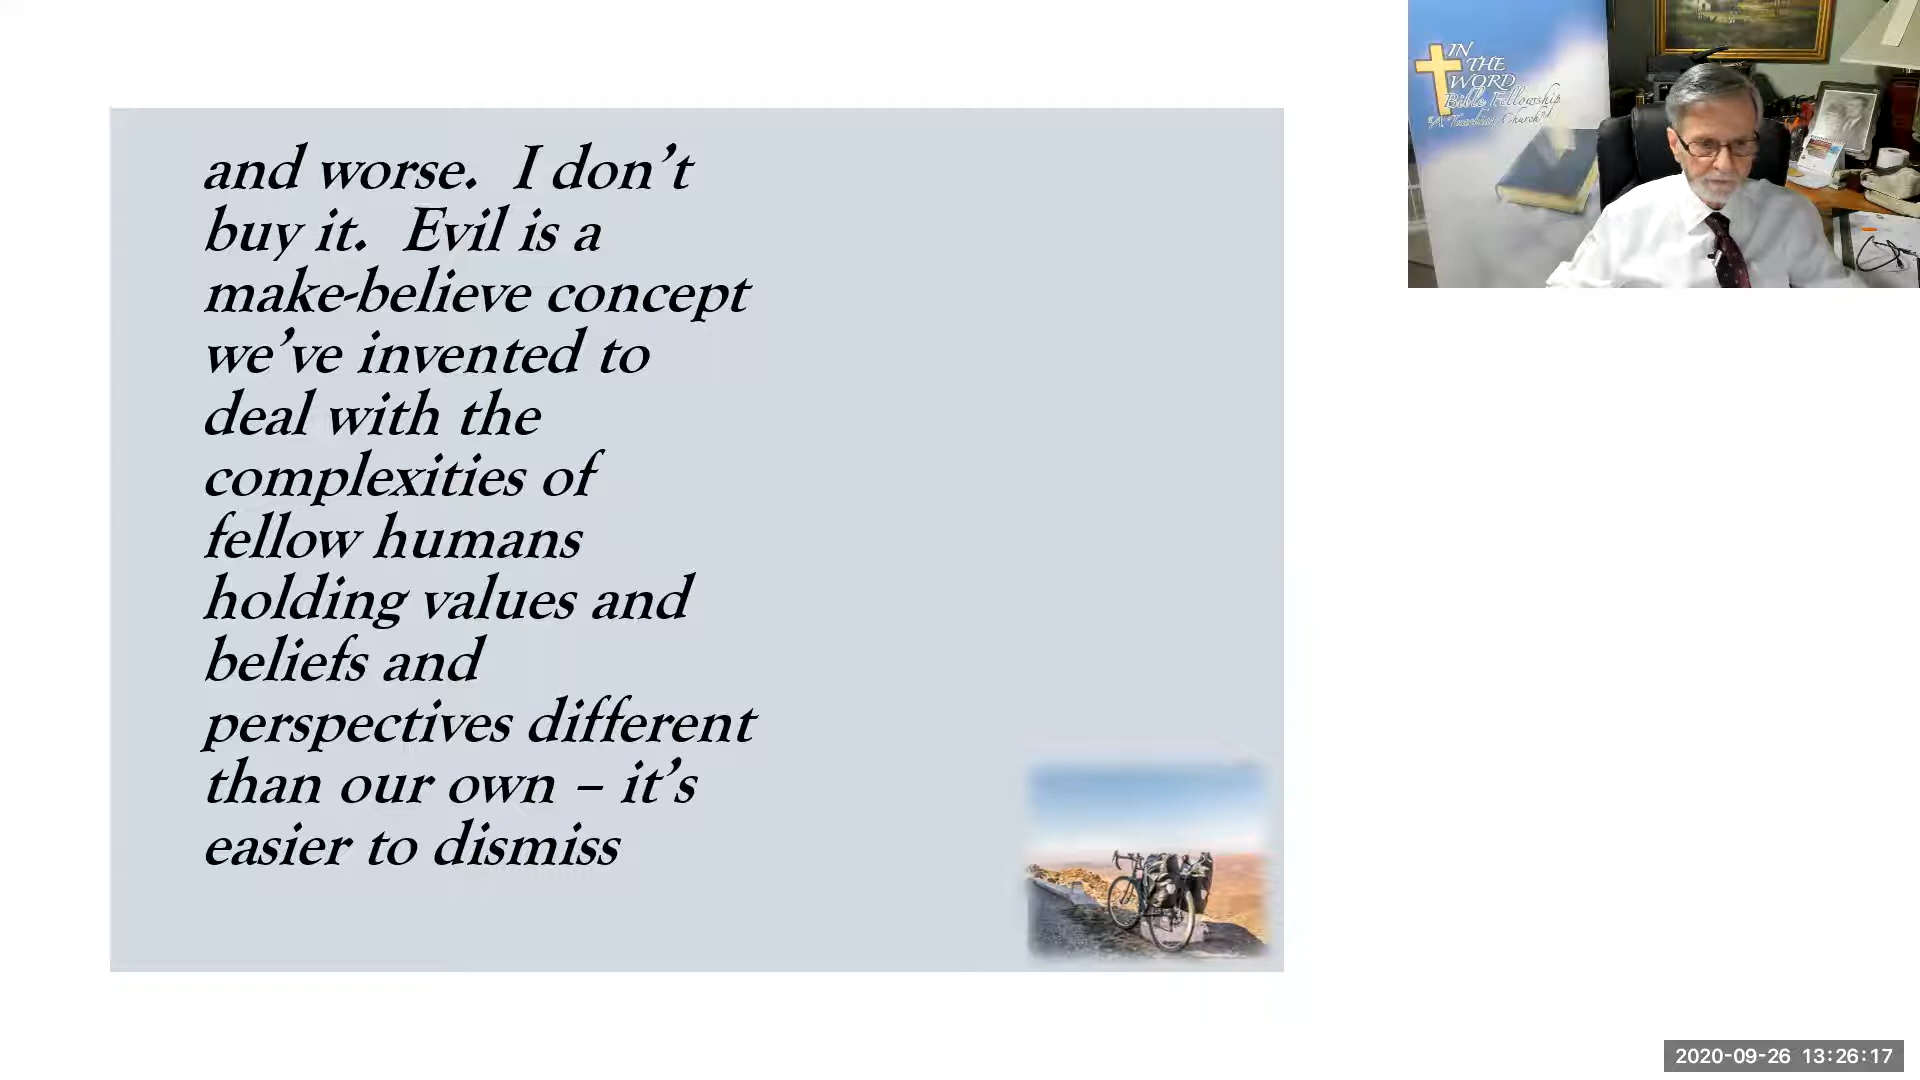 and worse.  I don’t
buy it.  Evil is a
make-believe concept
we’ve invented to
deal with the
complexities of
fellow humans
holding values and
beliefs and
perspectives different
than our own – it’s
easier to dismiss
IN
THE
WORD
Bible Fellowship
"A Teaching Church"
2020-09-26 13:26:17